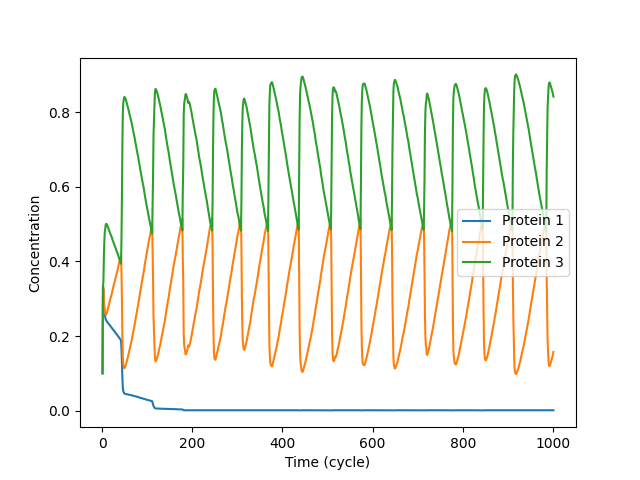 0.8
0.6
0.4
0.2
0.0
Concentration
Protein 1
Protein 2
Protein 3
0 200 400 600 800 1000
Time (cycle)